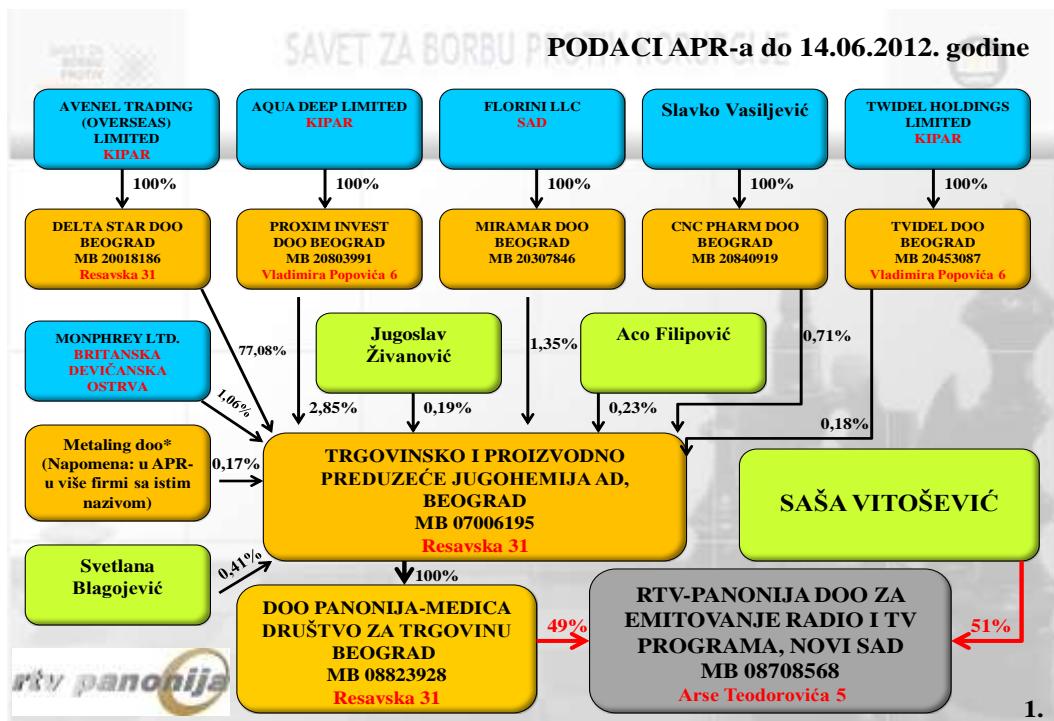 SAVET ZA BORBU PROTIV KORUPCIJE
PODACI APR-a do 14.06.2012. godine
AVENEL TRADING
(OVERSEAS)
LIMITED
KIPAR
AQUA DEEP LIMITED
KIPAR
FLORINI LLC
SAD
Slavko Vasiljević
TWIDEL HOLDINGS
LIMITED
KIPAR
100%
100%
100%
100%
100%
DELTA STAR DOO
BEOGRAD
MB 20018186
Resavska 31
PROXIM INVEST
DOO BEOGRAD
MB 20803991
Vladimira Popovića 6
MIRAMAR DOO
BEOGRAD
MB 20307846
CNC PHARM DOO
BEOGRAD
MB 20840919
TVIDEL DOO
BEOGRAD
MB 20453087
Vladimira Popovića 6
MONPHREY LTD.
BRITANSKA
DEVIČANSKA
OSTRVA
77,08%
Jugoslav
Živanović
1,35%
Aco Filipović
0,71%
1,06%
2,85%
0,19%
0,23%
0,18%
Metaling doo*
(Napomena: u APR-
u više firmi sa istim
nazivom)
0,17%
TRGOVINSKO I PROIZVODNO
PREDUZEĆE JUGOHEMIJA AD,
BEOGRAD
MB 07006195
Resavska 31
SAŠA VITOŠEVIĆ
Svetlana
Blagojević
0,41%
100%
DOO PANONIJA-MEDICA
DRUŠTVO ZA TRGOVINU
BEOGRAD
MB 08823928
Resavska 31
49%
RTV-PANONIJA DOO ZA
EMITOVANJE RADIO I TV
PROGRAMA, NOVI SAD
MB 08708568
Arse Teodorovića 5
51%
rtv panonija
1.